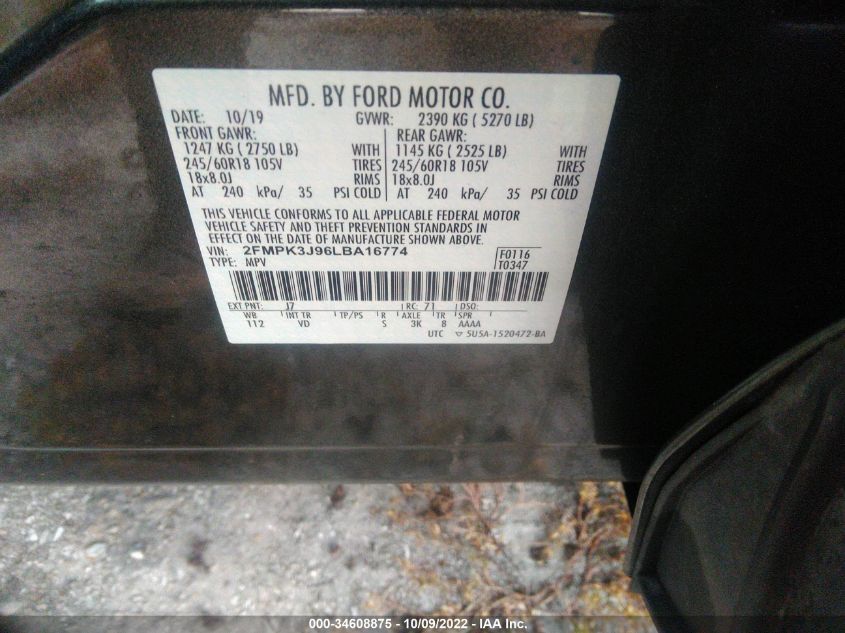 MFD. BY FORD MOTOR CO.
DATE: 10/19 GVWR: 2390 KG ( 5270 LB)
FRONT GAWR: REAR GAWR:
1247 KG ( 2750 LB) WITH 1145 KG ( 2525 LB) WITH
245/60R18 105V TIRES 245/60R18 105V TIRES
18x8.0J RIMS 18x8.0J RIMS
AT 240 kPa/ 35 PSI COLD AT 240 kPa/ 35 PSI COLD
THIS VEHICLE CONFORMS TO ALL APPLICABLE FEDERAL MOTOR
VEHICLE SAFETY AND THEFT PREVENTION STANDARDS IN
EFFECT ON THE DATE OF MANUFACTURE SHOWN ABOVE.
VIN: 2FMPK3J96LBA16774 F0116
TYPE: MPV T0347
EXT PNT: J7 RC: 71 DSO:
WB INT TR TP/PS R AXLE TR SPR
112 VD S 3K 8 AAAA
UTC ▽ 5U5A-1520472-BA
000-34608875 - 10/09/2022 - IAA Inc.